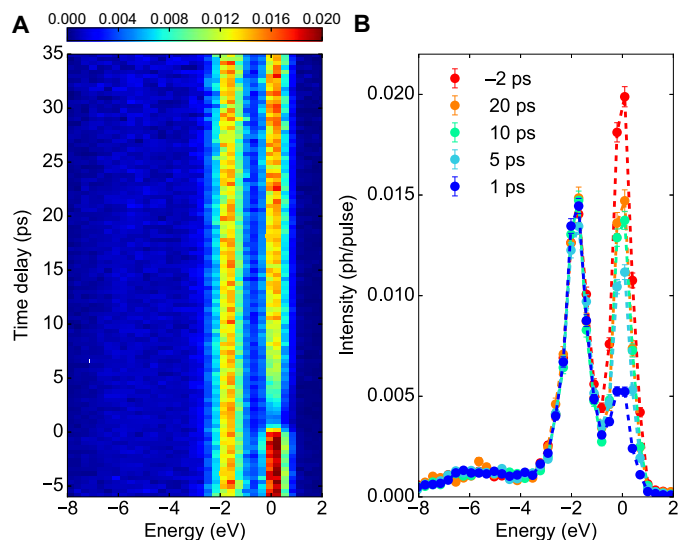 0.000 0.004 0.008 0.012 0.016 0.020
A
35
30
25
20
15
10
5
0
−5
Time delay (ps)
−8 −6 −4 −2 0 2
Energy (eV)
B
0.020
0.015
0.010
0.005
0.000
Intensity (ph/pulse)
–2 ps
20 ps
10 ps
5 ps
1 ps
−8 −6 −4 −2 0 2
Energy (eV)